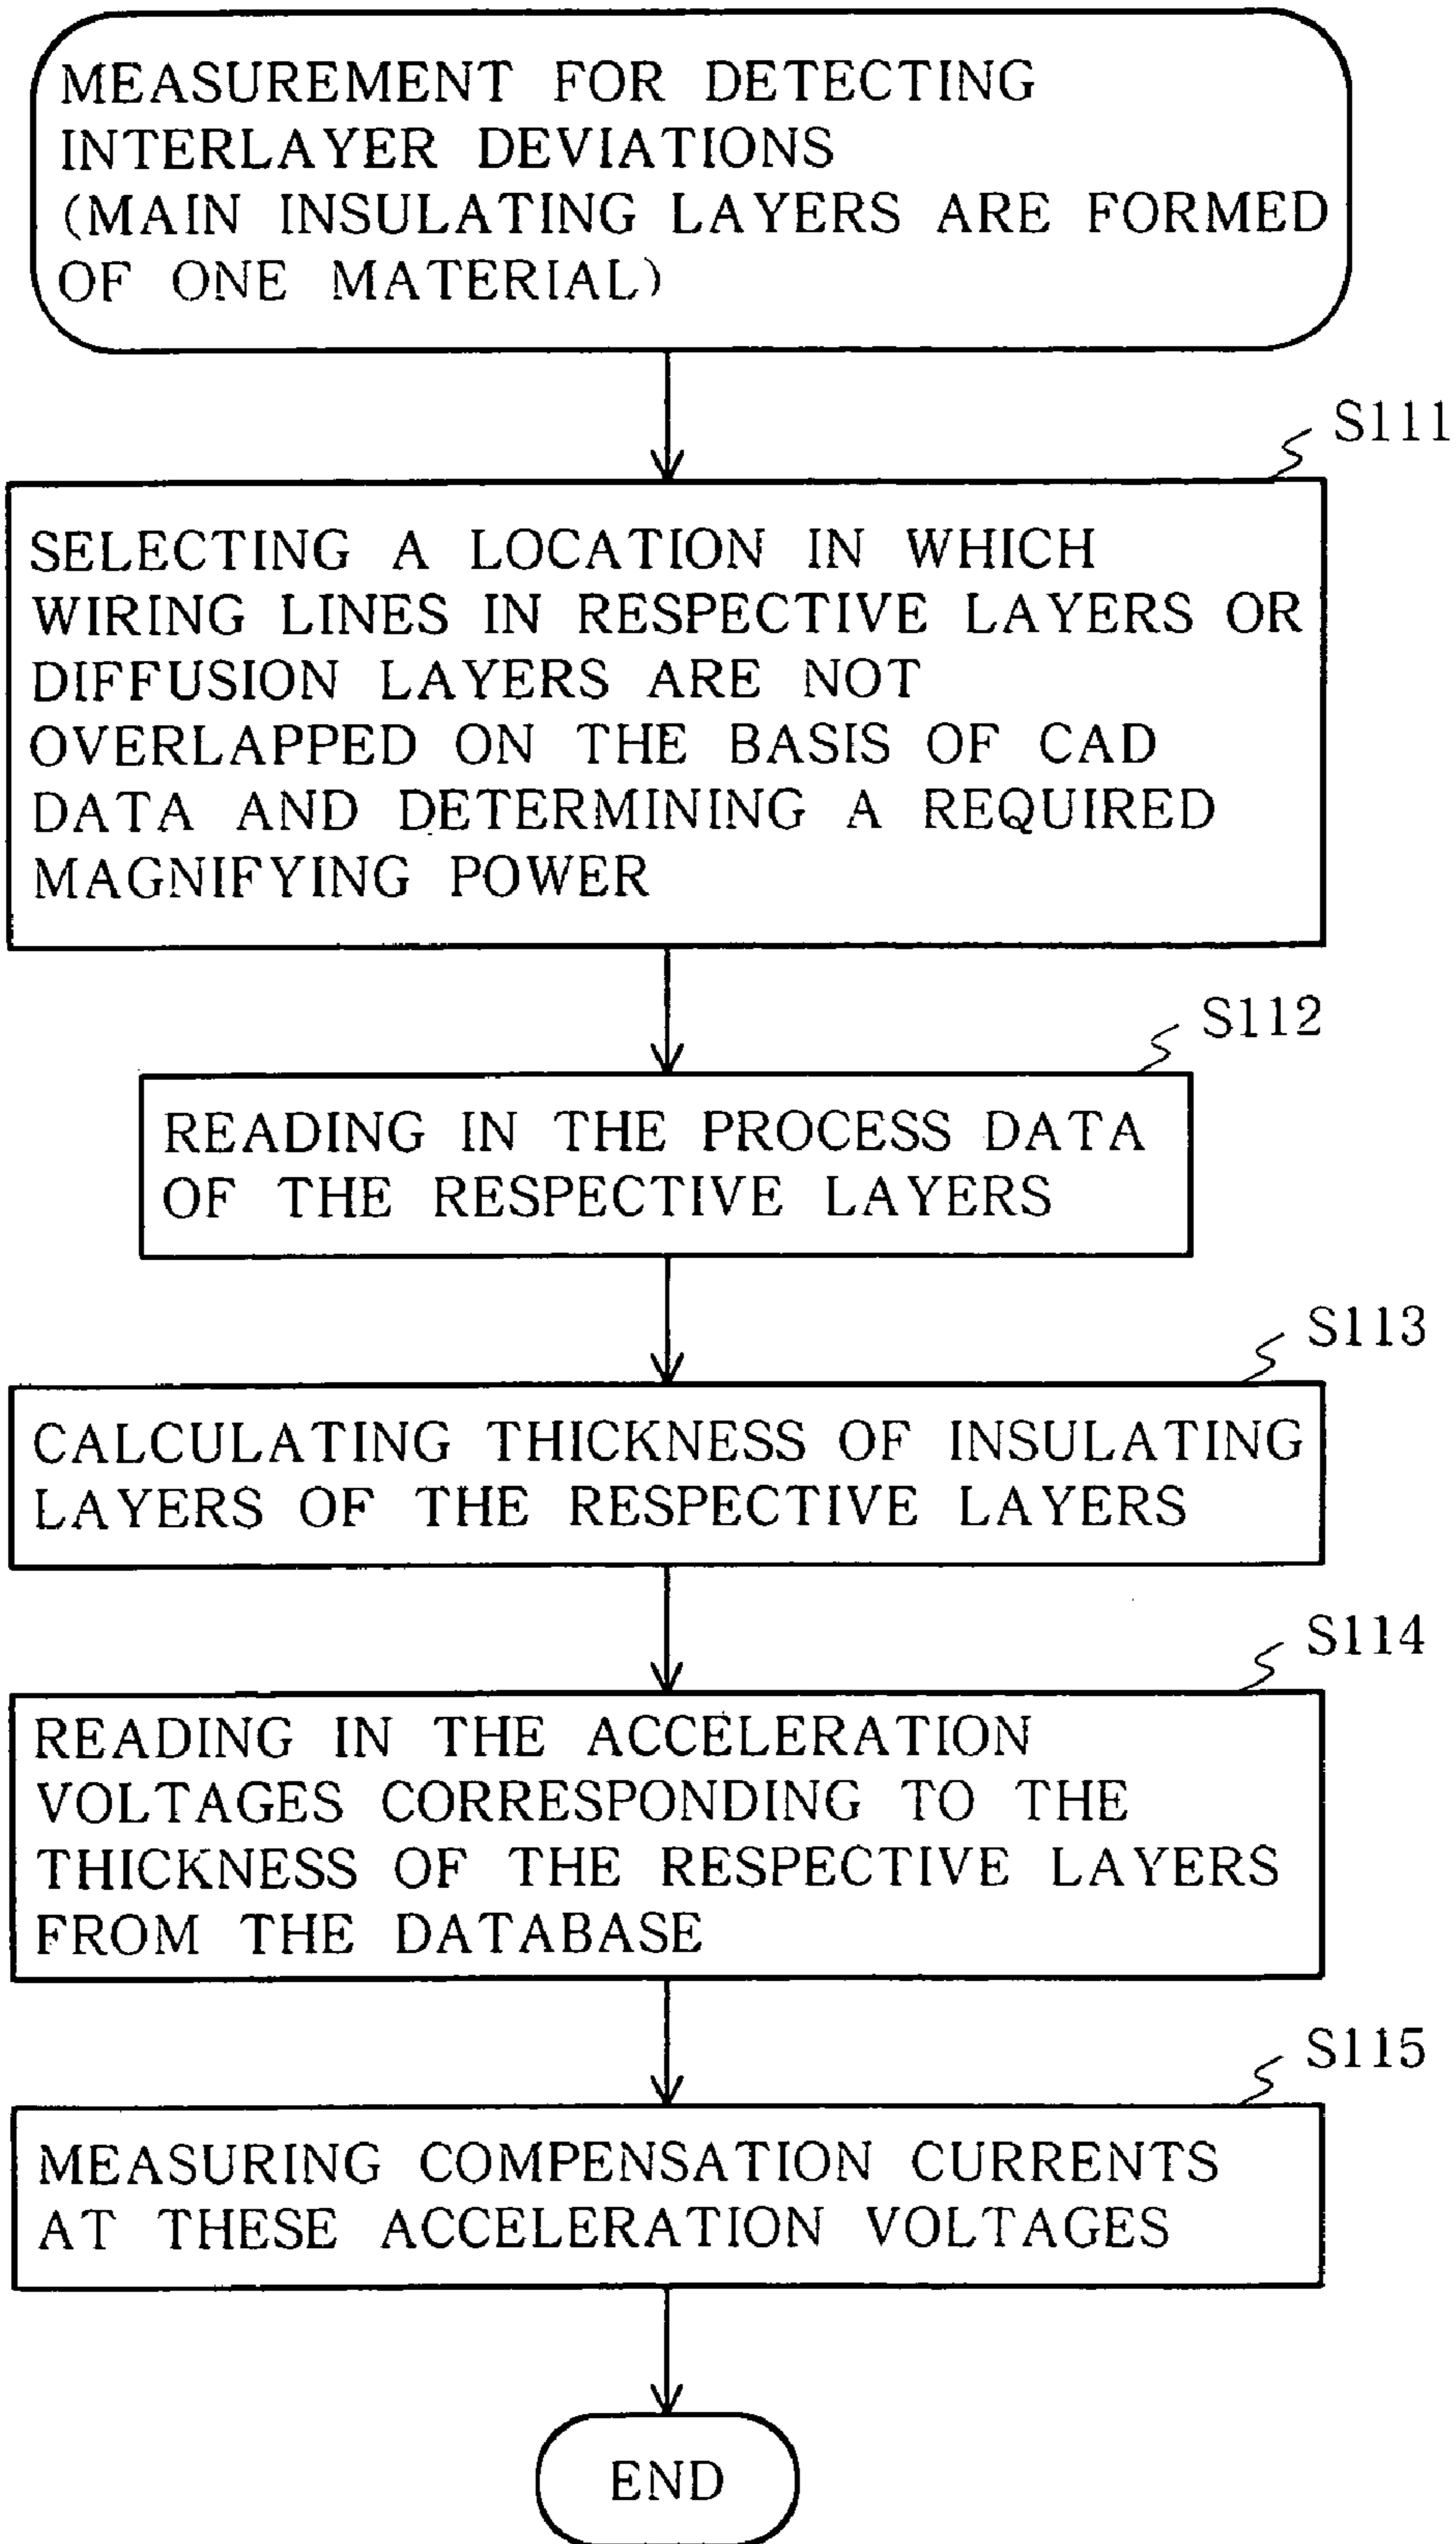 MEASUREMENT FOR DETECTING
INTERLAYER DEVIATIONS
(MAIN INSULATING LAYERS ARE FORMED
OF ONE MATERIAL)
S111
SELECTING A LOCATION IN WHICH
WIRING LINES IN RESPECTIVE LAYERS OR
DIFFUSION LAYERS ARE NOT
OVERLAPPED ON THE BASIS OF CAD
DATA AND DETERMINING A REQUIRED
MAGNIFYING POWER
S112
READING IN THE PROCESS DATA
OF THE RESPECTIVE LAYERS
S113
CALCULATING THICKNESS OF INSULATING
LAYERS OF THE RESPECTIVE LAYERS
S114
READING IN THE ACCELERATION
VOLTAGES CORRESPONDING TO THE
THICKNESS OF THE RESPECTIVE LAYERS
FROM THE DATABASE
S115
MEASURING COMPENSATION CURRENTS
AT THESE ACCELERATION VOLTAGES
END